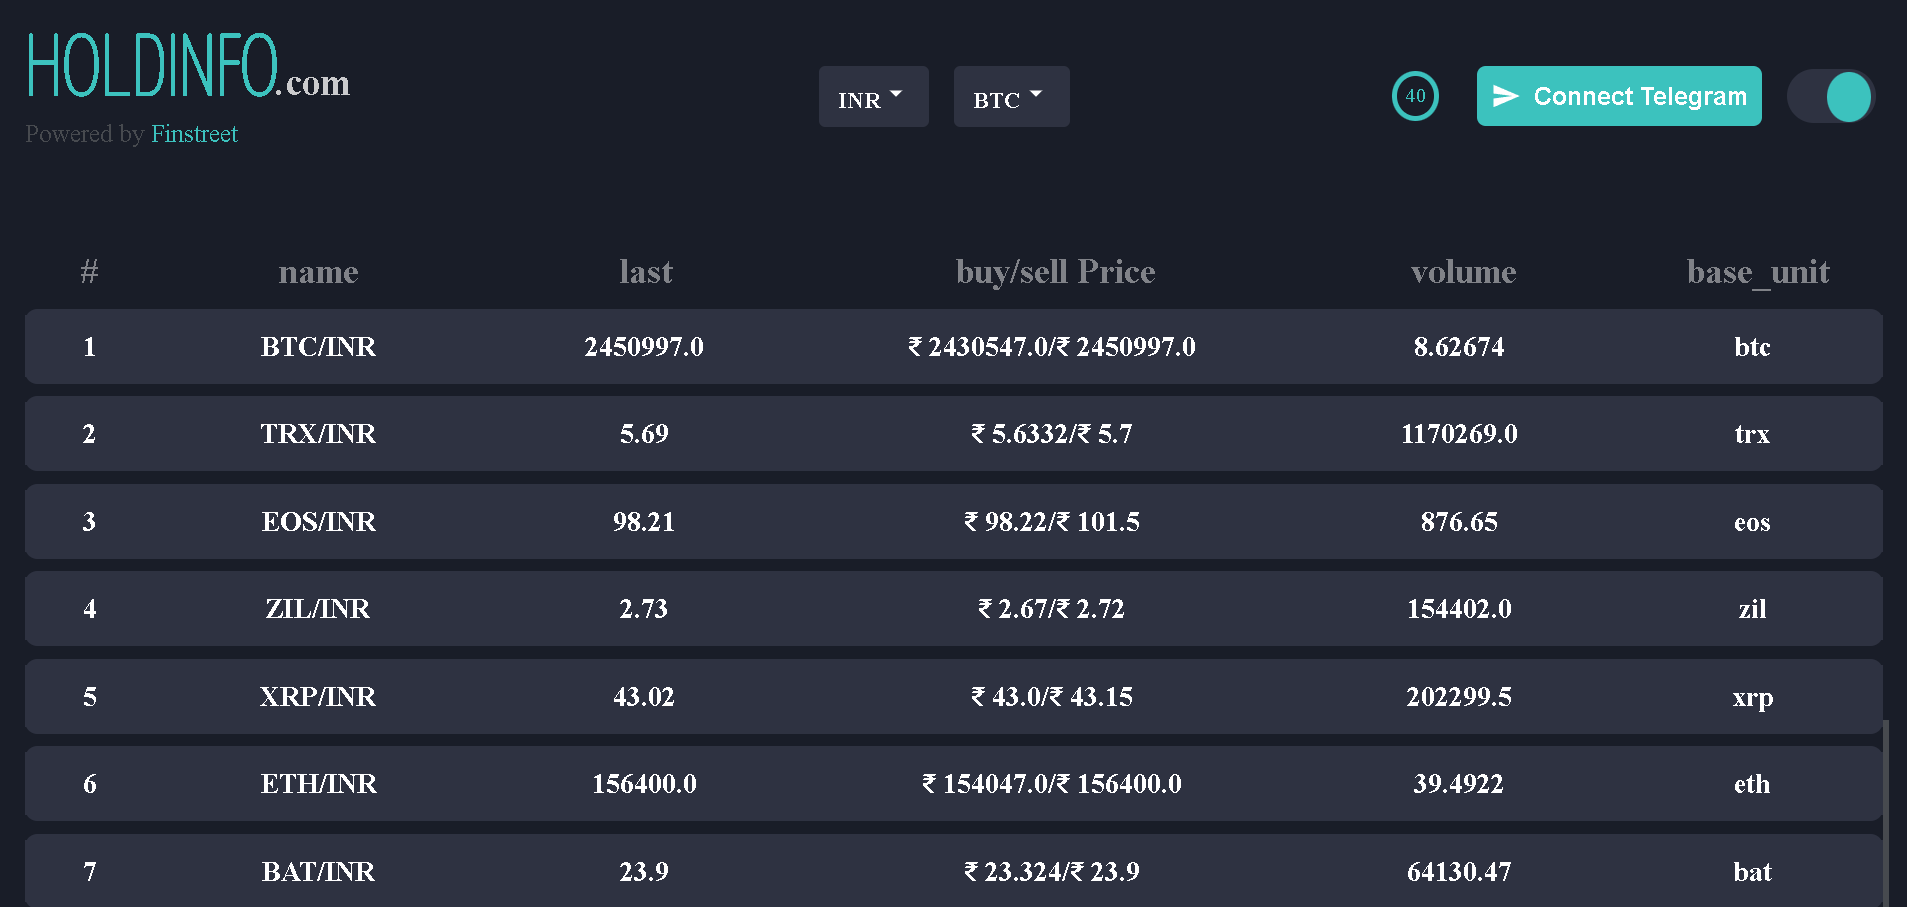 HOLDINFO.com
Powered by Finstreet
INR BTC
40 Connect Telegram
# name last buy/sell Price volume base_unit
1 BTC/INR 2450997.0 ₹ 2430547.0/₹ 2450997.0 8.62674 btc
2 TRX/INR 5.69 ₹ 5.6332/₹ 5.7 1170269.0 trx
3 EOS/INR 98.21 ₹ 98.22/₹ 101.5 876.65 eos
4 ZIL/INR 2.73 ₹ 2.67/₹ 2.72 154402.0 zil
5 XRP/INR 43.02 ₹ 43.0/₹ 43.15 202299.5 xrp
6 ETH/INR 156400.0 ₹ 154047.0/₹ 156400.0 39.4922 eth
7 BAT/INR 23.9 ₹ 23.324/₹ 23.9 64130.47 bat